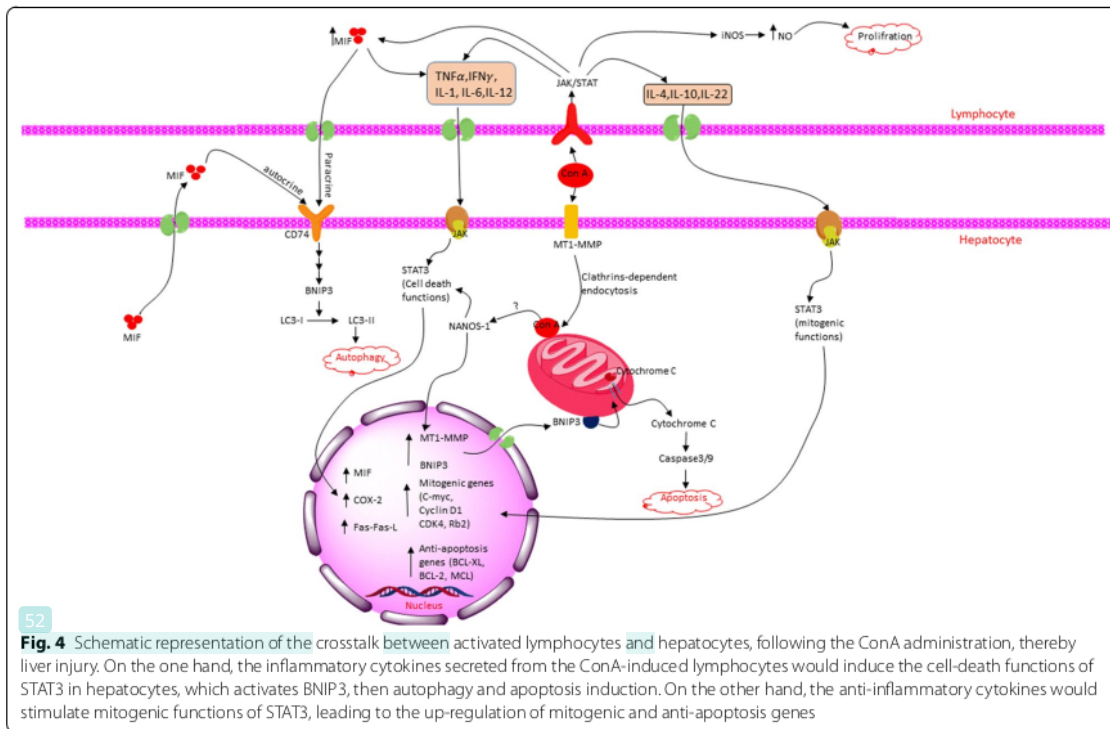 MIF
TNFα,IFNγ,
IL-1, IL-6,IL-12
JAK/STAT
iNOS
NO
Prolifration
IL-4,IL-10,IL-22
Lymphocyte
Con A
Paracrine
autocrine
MIF
CD74
JAK
MT1-MMP
JAK
Hepatocyte
MIF
BNIP3
LC3-I
LC3-II
Autophagy
STAT3
(Cell death
functions)
Clathrins-dependent
endocytosis
?
NANOS-1
Con A
STAT3
(mitogenic
functions)
Cytochrome C
BNIP3
Cytochrome C
Caspase3/9
Apoptosis
MT1-MMP
BNIP3
MIF
COX-2
Fas-Fas-L
Mitogenic genes
(C-myc,
Cyclin D1
CDK4, Rb2)
Anti-apoptosis
genes (BCL-XL,
BCL-2, MCL)
Nucleus
52
Fig. 4 Schematic representation of the crosstalk between activated lymphocytes and hepatocytes, following the ConA administration, thereby
liver injury. On the one hand, the inflammatory cytokines secreted from the ConA-induced lymphocytes would induce the cell-death functions of
STAT3 in hepatocytes, which activates BNIP3, then autophagy and apoptosis induction. On the other hand, the anti-inflammatory cytokines would
stimulate mitogenic functions of STAT3, leading to the up-regulation of mitogenic and anti-apoptosis genes